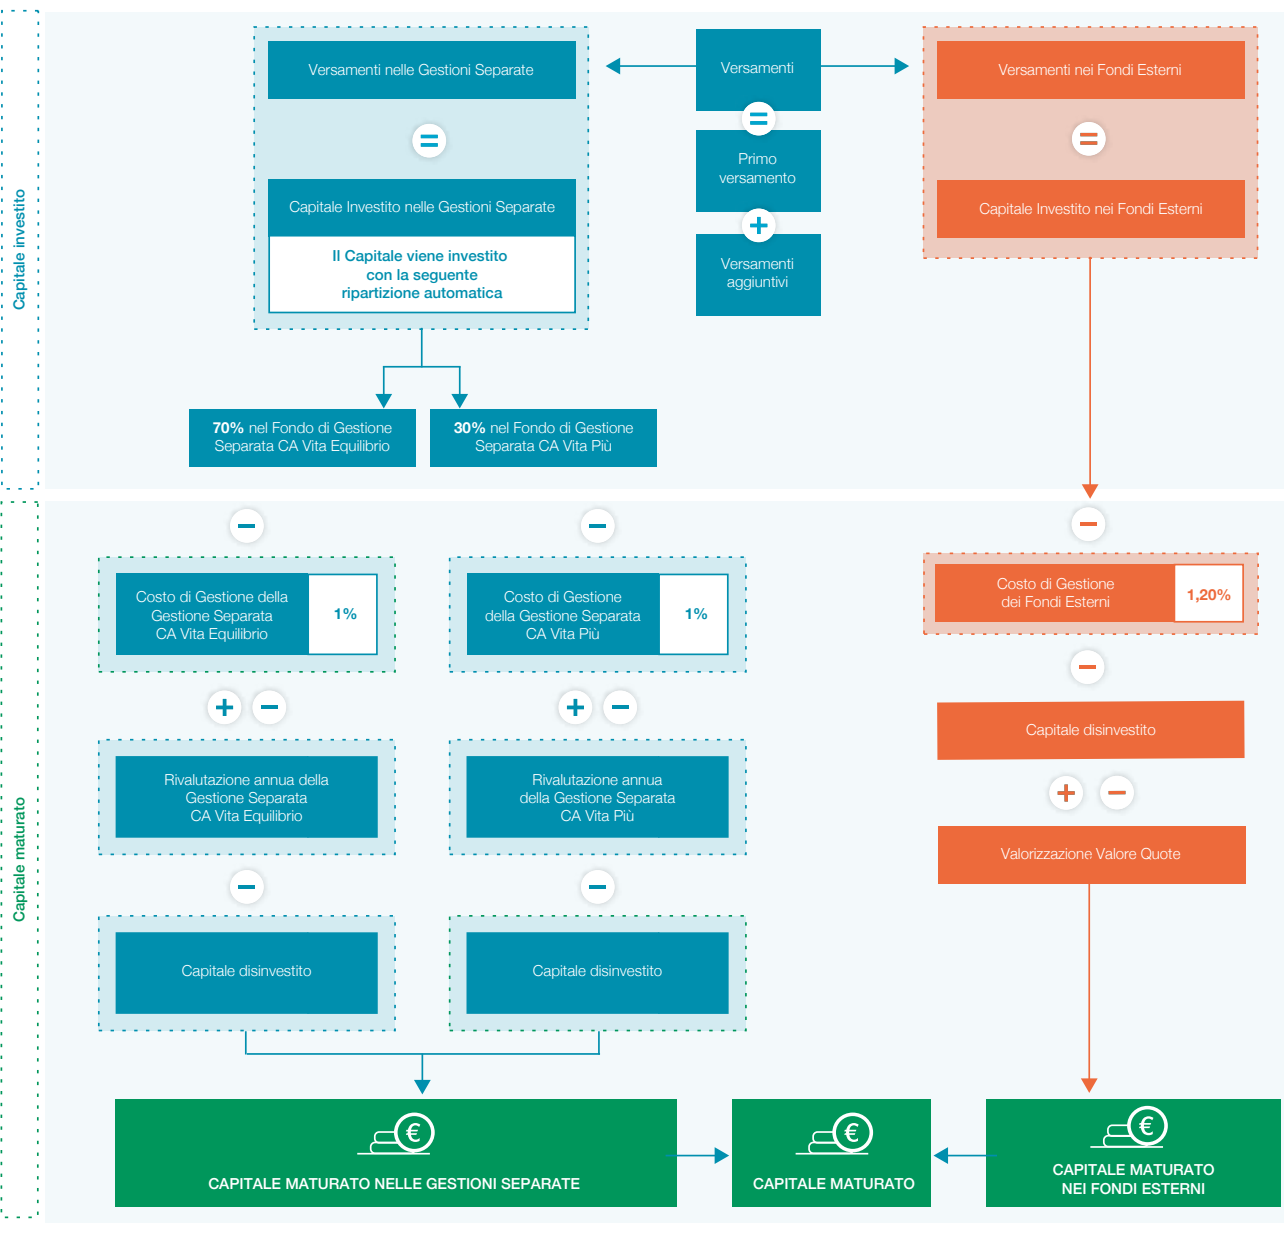 Capitale investito
Versamenti nelle Gestioni Separate
=
Capitale Investito nelle Gestioni Separate
Il Capitale viene investito
con la seguente
ripartizione automatica
Versamenti
=
Primo
versamento
+
Versamenti
aggiuntivi
Versamenti nei Fondi Esterni
=
Capitale Investito nei Fondi Esterni
70% nel Fondo di Gestione
Separata CA Vita Equilibrio
30% nel Fondo di Gestione
Separata CA Vita Più
Capitale maturato
−
Costo di Gestione della
Gestione Separata
CA Vita Equilibrio
1%
+ −
Rivalutazione annua della
Gestione Separata
CA Vita Equilibrio
−
Capitale disinvestito
−
Costo di Gestione
della Gestione Separata
CA Vita Più
1%
+ −
Rivalutazione annua
della Gestione Separata
CA Vita Più
−
Capitale disinvestito
−
Costo di Gestione
dei Fondi Esterni
1,20%
−
Capitale disinvestito
+ −
Valorizzazione Valore Quote
€
CAPITALE MATURATO NELLE GESTIONI SEPARATE
€
CAPITALE MATURATO
€
CAPITALE MATURATO
NEI FONDI ESTERNI